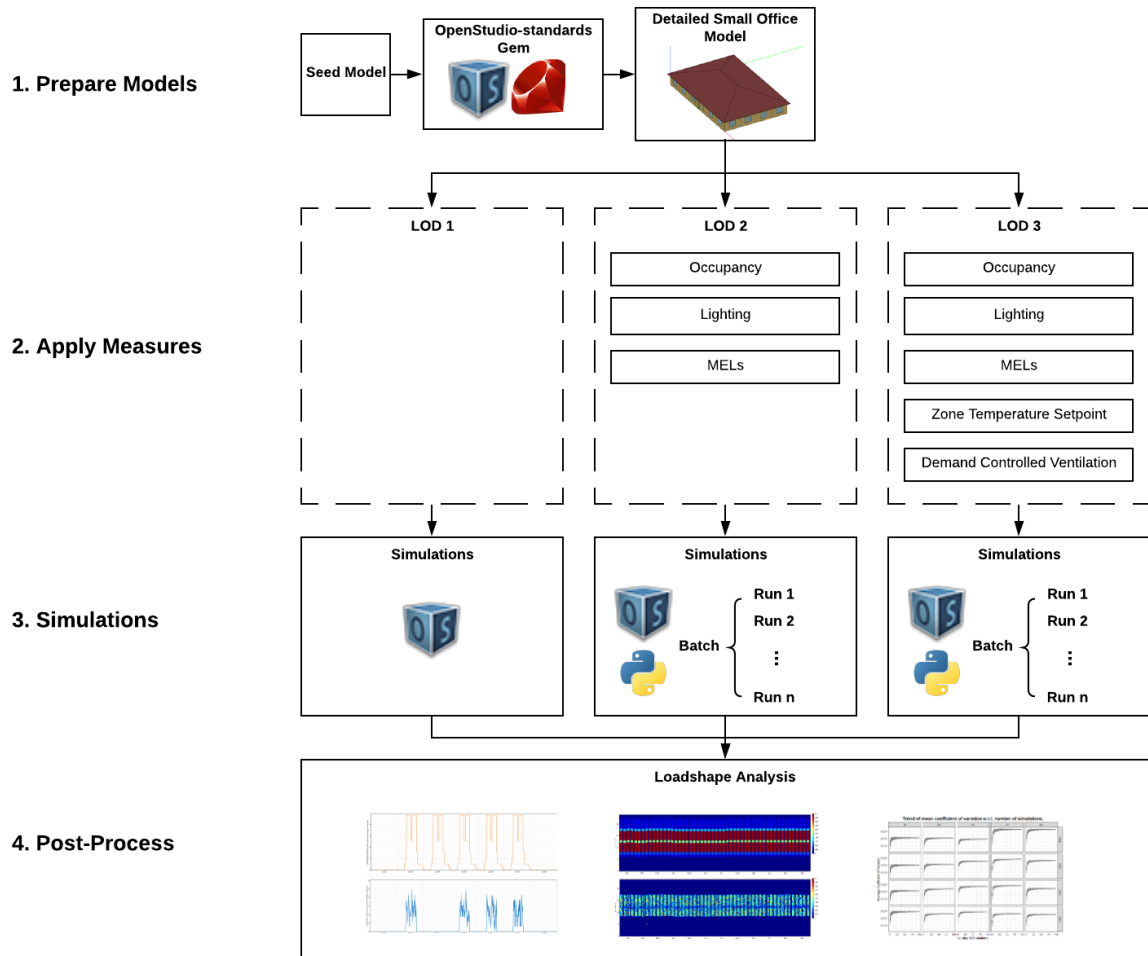 1. Prepare Models
Seed Model
OpenStudio-standards
Gem
Detailed Small Office
Model
2. Apply Measures
LOD 1
LOD 2
Occupancy
Lighting
MELs
LOD 3
Occupancy
Lighting
MELs
Zone Temperature Setpoint
Demand Controlled Ventilation
3. Simulations
Simulations
Simulations
Batch
Run 1
Run 2
...
Run n
Simulations
Batch
Run 1
Run 2
...
Run n
4. Post-Process
Loadshape Analysis
Trend of mean coefficient of variation w.r.t. number of simulations.